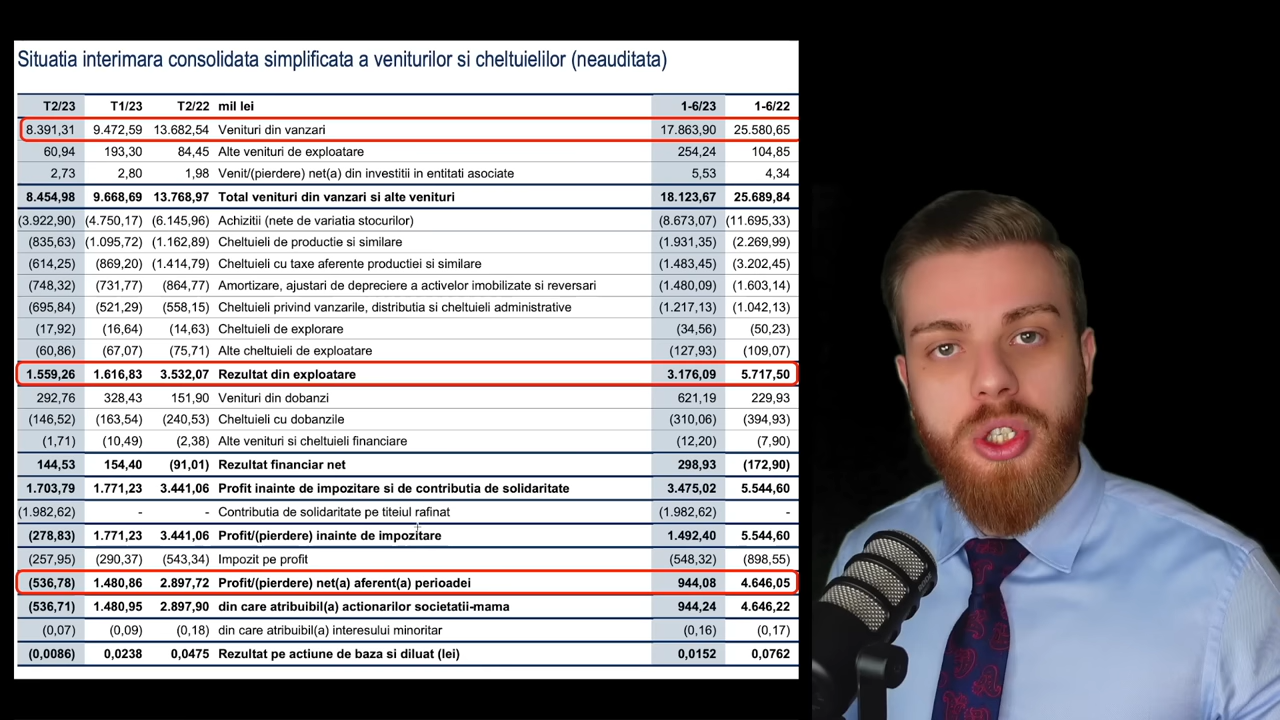 Situatia interimara consolidata simplificata a veniturilor si cheltuielilor (neauditata)
T2/23 T1/23 T2/22 mil lei 1-6/23 1-6/22
8.391,31 9.472,59 13.682,54 Venituri din vanzari 17.863,90 25.580,65
60,94 193,30 84,45 Alte venituri de exploatare 254,24 104,85
2,73 2,80 1,98 Venit/(pierdere) net(a) din investitii in entitati asociate 5,53 4,34
8.454,98 9.668,69 13.768,97 Total venituri din vanzari si alte venituri 18.123,67 25.689,84
(3.922,90) (4.750,17) (6.145,96) Achizitii (nete de variatia stocurilor) (8.673,07) (11.695,33)
(835,63) (1.095,72) (1.162,89) Cheltuieli de productie si similare (1.931,35) (2.269,99)
(614,25) (869,20) (1.414,79) Cheltuieli cu taxe aferente productiei si similare (1.483,45) (3.202,45)
(748,32) (731,77) (864,77) Amortizare, ajustari de depreciere a activelor imobilizate si reversari (1.480,09) (1.603,14)
(695,84) (521,29) (558,15) Cheltuieli privind vanzarile, distributia si cheltuieli administrative (1.217,13) (1.042,13)
(17,92) (16,64) (14,63) Cheltuieli de explorare (34,56) (50,23)
(60,86) (67,07) (75,71) Alte cheltuieli de exploatare (127,93) (109,07)
1.559,26 1.616,83 3.532,07 Rezultat din exploatare 3.176,09 5.717,50
292,76 328,43 151,90 Venituri din dobanzi 621,19 229,93
(146,52) (163,54) (240,53) Cheltuieli cu dobanzile (310,06) (394,93)
(1,71) (10,49) (2,38) Alte venituri si cheltuieli financiare (12,20) (7,90)
144,53 154,40 (91,01) Rezultat financiar net 298,93 (172,90)
1.703,79 1.771,23 3.441,06 Profit inainte de impozitare si de contributia de solidaritate 3.475,02 5.544,60
(1.982,62) - - Contributia de solidaritate pe titeiul rafinat (1.982,62) -
(278,83) 1.771,23 3.441,06 Profit/(pierdere) inainte de impozitare 1.492,40 5.544,60
(257,95) (290,37) (543,34) Impozit pe profit (548,32) (898,55)
(536,78) 1.480,86 2.897,72 Profit/(pierdere) net(a) aferent(a) perioadei 944,08 4.646,05
(536,71) 1.480,95 2.897,90 din care atribuibil(a) actionarilor societatii-mama 944,24 4.646,22
(0,07) (0,09) (0,18) din care atribuibil(a) interesului minoritar (0,16) (0,17)
(0,0086) 0,0238 0,0475 Rezultat pe actiune de baza si diluat (lei) 0,0152 0,0762